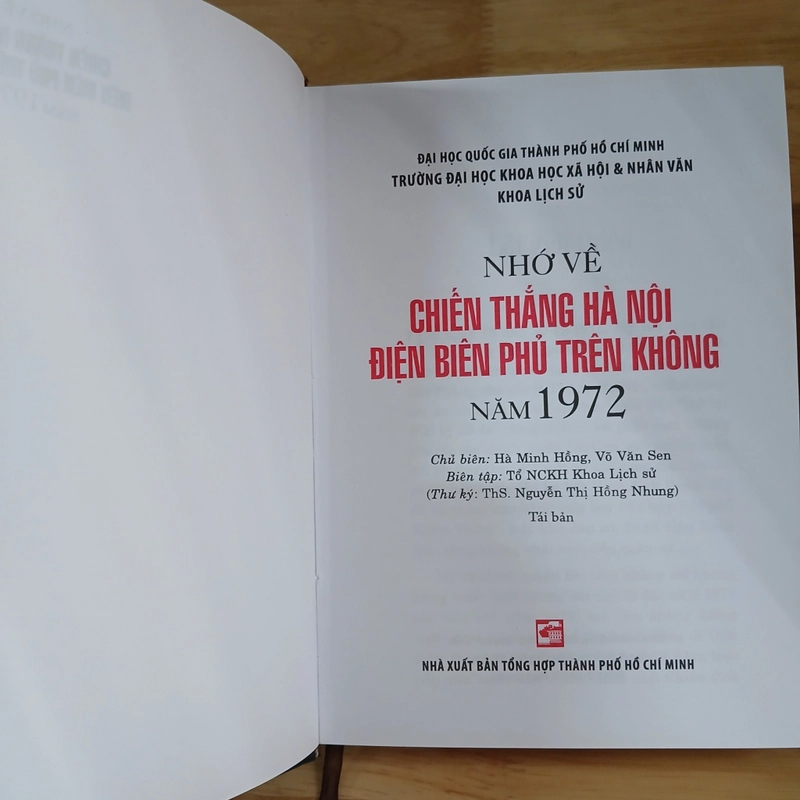 ĐẠI HỌC QUỐC GIA THÀNH PHỐ HỒ CHÍ MINH
TRƯỜNG ĐẠI HỌC KHOA HỌC XÃ HỘI & NHÂN VĂN
KHOA LỊCH SỬ
NHỚ VỀ
CHIẾN THẮNG HÀ NỘI
ĐIỆN BIÊN PHỦ TRÊN KHÔNG
NĂM 1972
Chủ biên: Hà Minh Hồng, Võ Văn Sen
Biên tập: Tổ NCKH Khoa Lịch sử
(Thư ký: ThS. Nguyễn Thị Hồng Nhung)
Tái bản
NHÀ XUẤT BẢN TỔNG HỢP THÀNH PHỐ HỒ CHÍ MINH